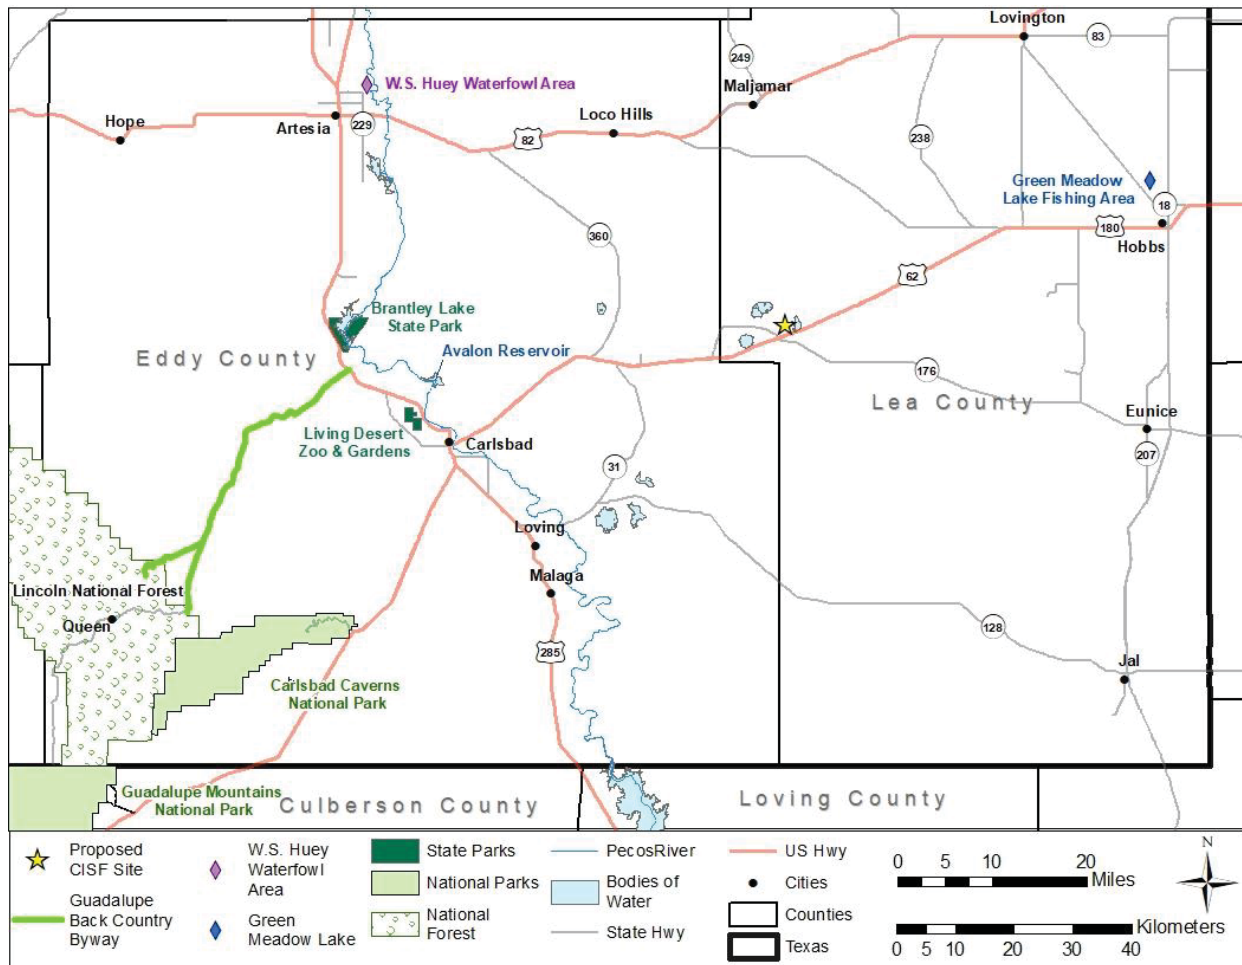 Lovington
83
249
W.S. Huey Waterfowl Area
Maljamar
Hope
Artesia
229
Loco Hills
82
238
Green Meadow
Lake Fishing Area
18
180
Hobbs
360
62
Brantley Lake
State Park
Eddy County
Avalon Reservoir
176
Lea County
Eunice
Living Desert
Zoo & Gardens
Carlsbad
207
31
Loving
Malaga
Lincoln National Forest
Queen
128
285
Jal
Carlsbad Caverns
National Park
Guadalupe Mountains
National Park
Culberson County
Loving County
Proposed
CISF Site
Guadalupe
Back Country
Byway
W.S. Huey
Waterfowl
Area
Green
Meadow Lake
State Parks
National Parks
National
Forest
PecosRiver
Bodies of
Water
State Hwy
US Hwy
Cities
Counties
Texas
0 5 10 20
Miles
Kilometers
0 5 10 20 30 40
N